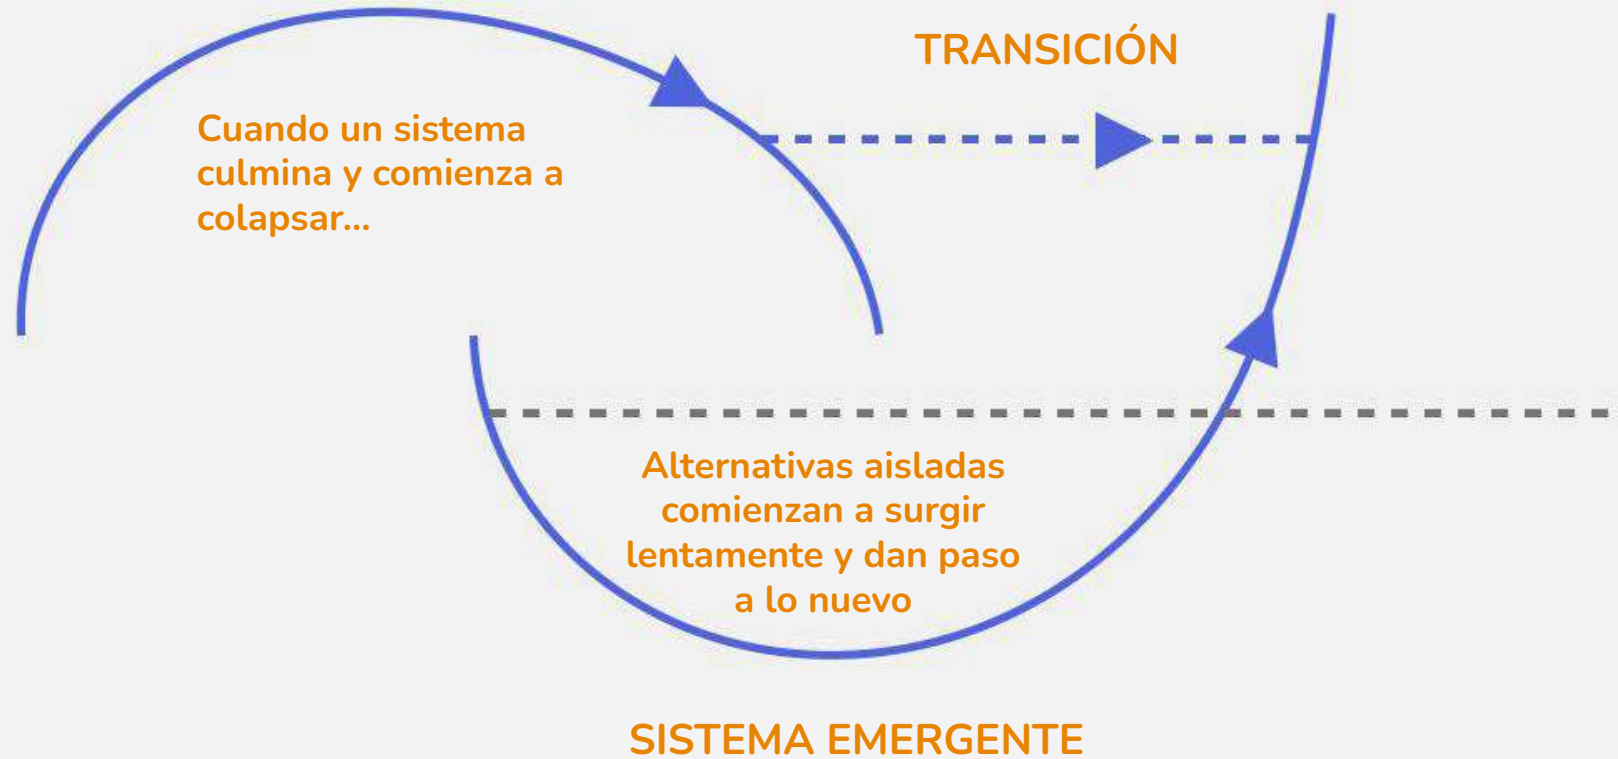 TRANSICIÓN
Cuando un sistema
culmina y comienza a
colapsar...
Alternativas aisladas
comienzan a surgir
lentamente y dan paso
a lo nuevo
SISTEMA EMERGENTE